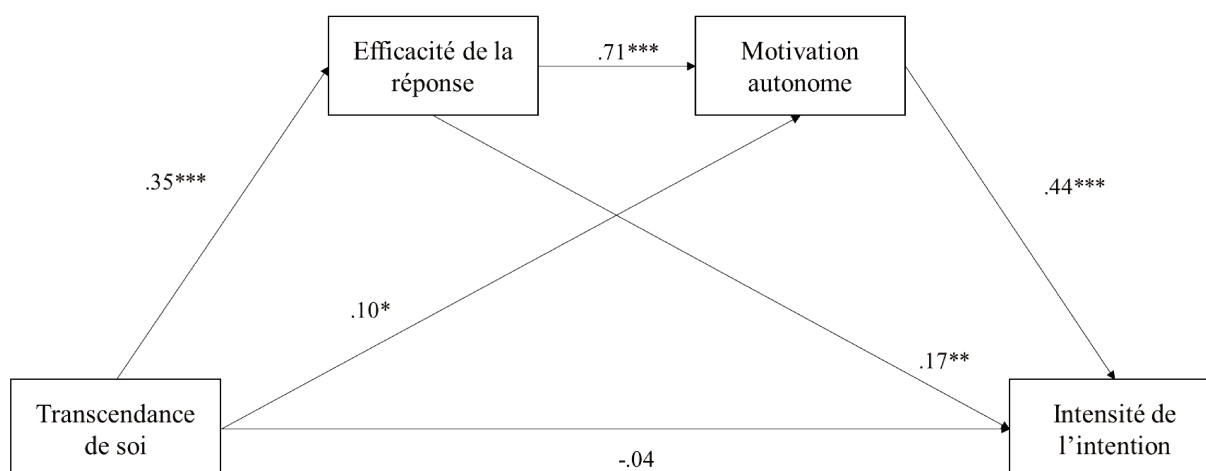 Efficacité de la
réponse
.71***
Motivation
autonome
.35***
.44***
.10*
.17**
Transcendance
de soi
-.04
Intensité de
l’intention